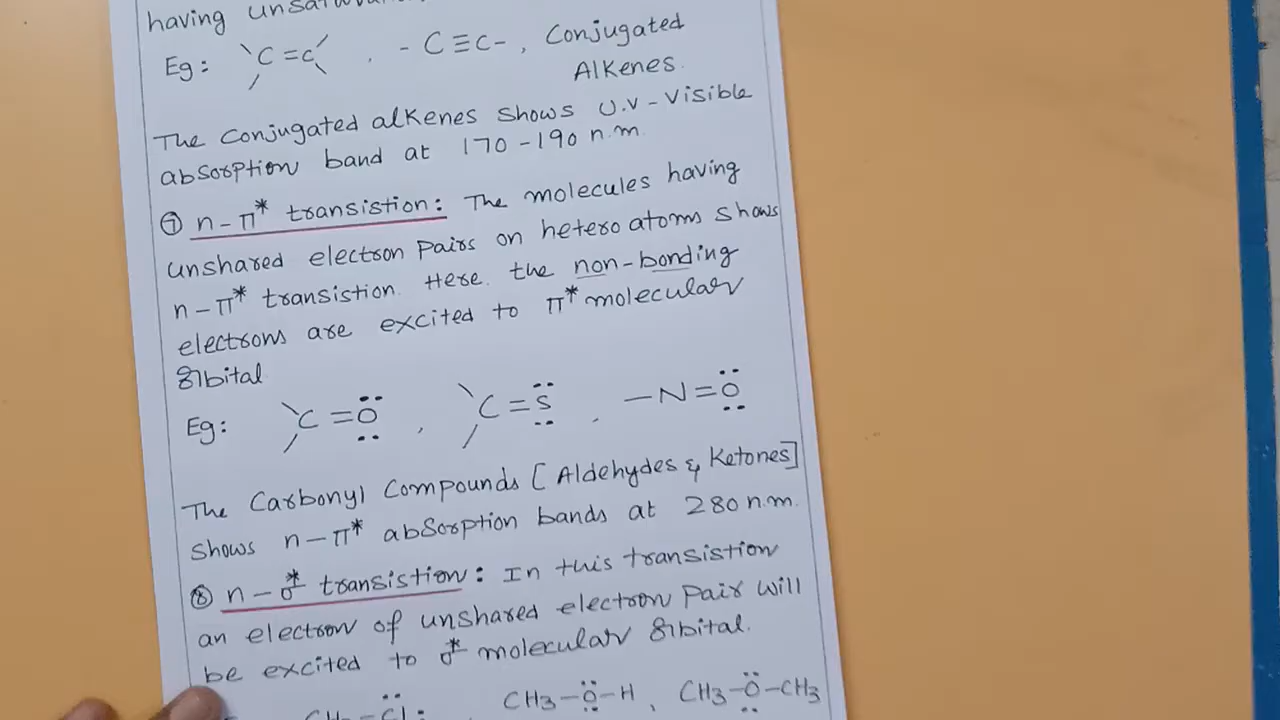 having
Eg: C=C, -C≡C-, Conjugated
Alkenes.
The Conjugated alkenes shows U.V-Visible
absorption band at 170-190 n.m.
⑦ n-π* transistion: The molecules having
unshared electron pairs on hetero atoms shows
n-π* transistion. Here the non-bonding
electrons are excited to π* molecular
orbital
Eg: C=O, C=S, -N=O
The Carbonyl Compounds [Aldehydes & Ketones]
shows n-π* absorption bands at 280 n.m.
⑧ n-σ* transistion: In this transistion
an electron of unshared electron pair will
be excited to σ* molecular orbital.
CH3-O-H, CH3-O-CH3